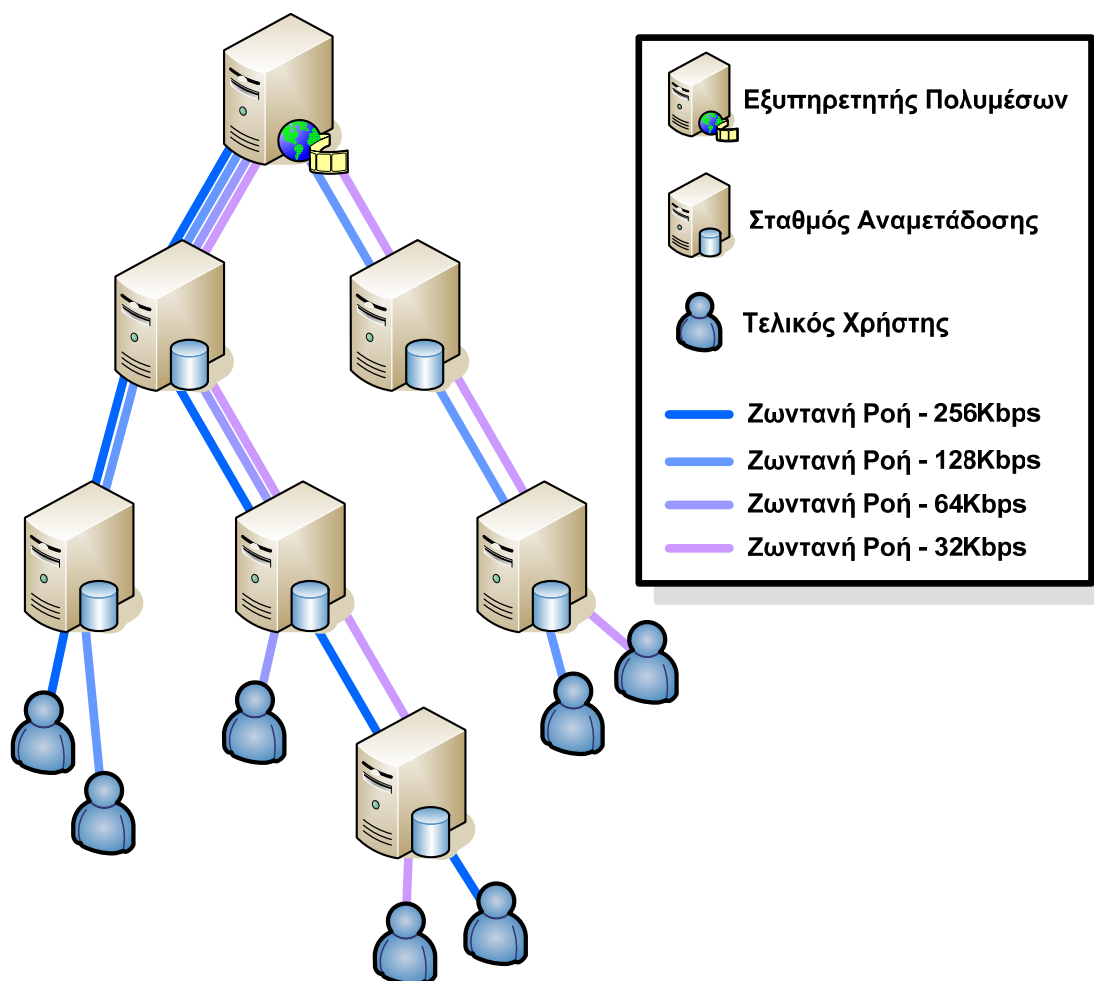 Εξυπηρετητής Πολυμέσων
Σταθμός Αναμετάδοσης
Τελικός Χρήστης
Ζωντανή Ροή - 256Kbps
Ζωντανή Ροή - 128Kbps
Ζωντανή Ροή - 64Kbps
Ζωντανή Ροή - 32Kbps